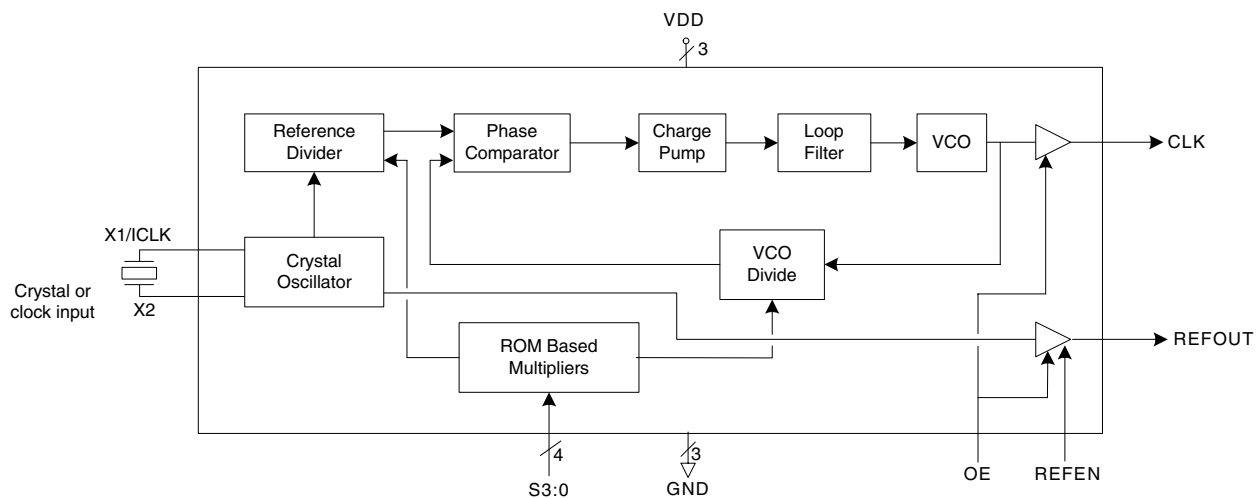 VDD
3
Reference
Divider
Phase
Comparator
Charge
Pump
Loop
Filter
VCO
CLK
X1/ICLK
Crystal
Oscillator
VCO
Divide
Crystal or
clock input
X2
ROM Based
Multipliers
REFOUT
4
3
S3:0
GND
OE
REFEN